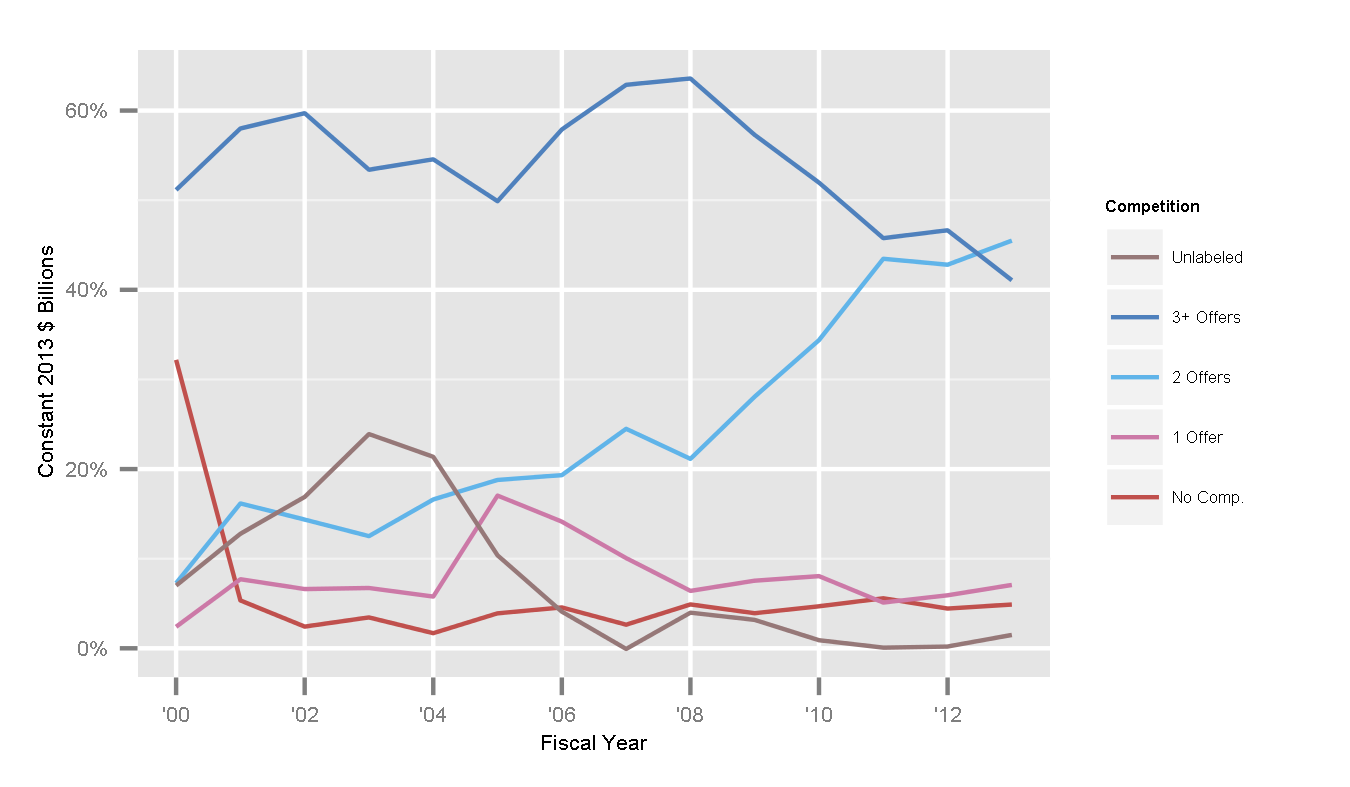 60%
40%
20%
0%
Constant 2013 $ Billions
'00 '02 '04 '06 '08 '10 '12
Fiscal Year
Competition
Unlabeled
3+ Offers
2 Offers
1 Offer
No Comp.